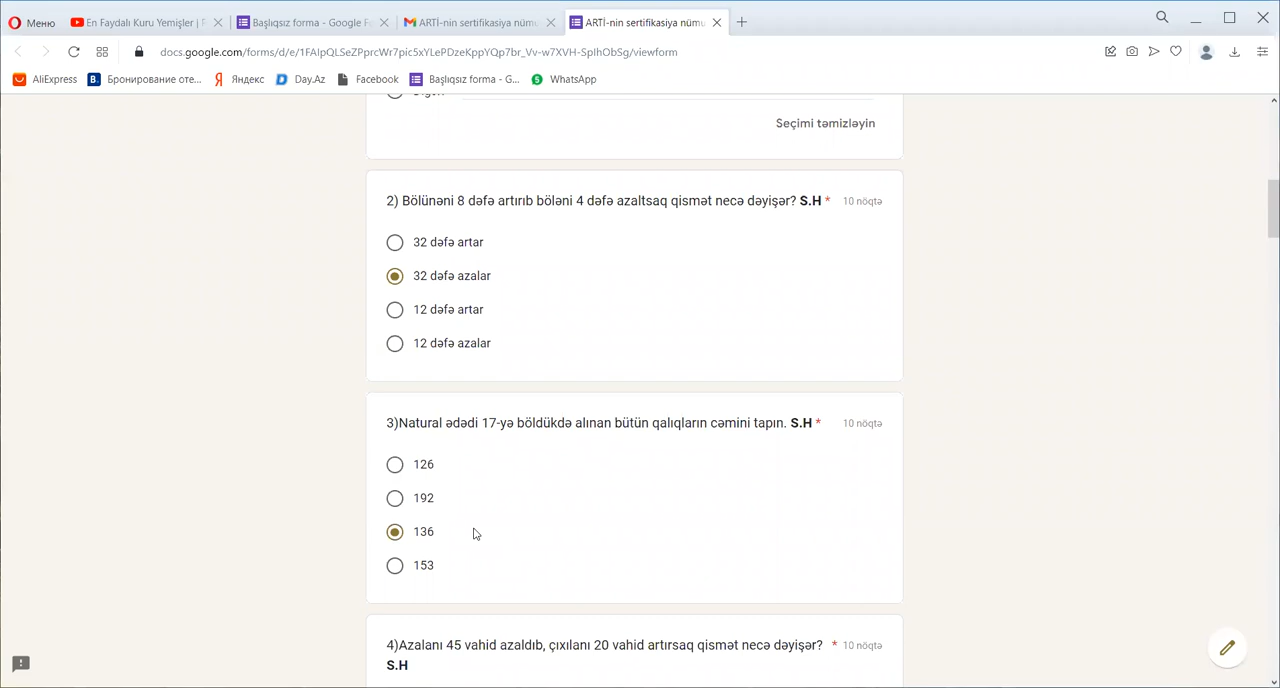 Меню
En Faydalı Kuru Yemişler |
Başlıqsız forma - Google F
ARTİ-nin sertifikasiya nümu
ARTİ-nin sertifikasiya nümu
docs.google.com/forms/d/e/1FAIpQLSeZPprcWr7pic5xYLePDzeKppYQp7br_Vv-w7XVH-SpIhObSg/viewform
AliExpress
Бронирование оте...
Яндекс
Day.Az
Facebook
Başlıqsız forma - G...
WhatsApp
Seçimi təmizləyin
2) Bölünəni 8 dəfə artırıb böləni 4 dəfə azaltsaq qismət necə dəyişər? S.H * 10 nöqtə
32 dəfə artar
32 dəfə azalar
12 dəfə artar
12 dəfə azalar
3)Natural ədədi 17-yə böldükdə alınan bütün qalıqların cəmini tapın. S.H * 10 nöqtə
126
192
136
153
4)Azalanı 45 vahid azaldıb, çıxılanı 20 vahid artırsaq qismət necə dəyişər? * 10 nöqtə
S.H